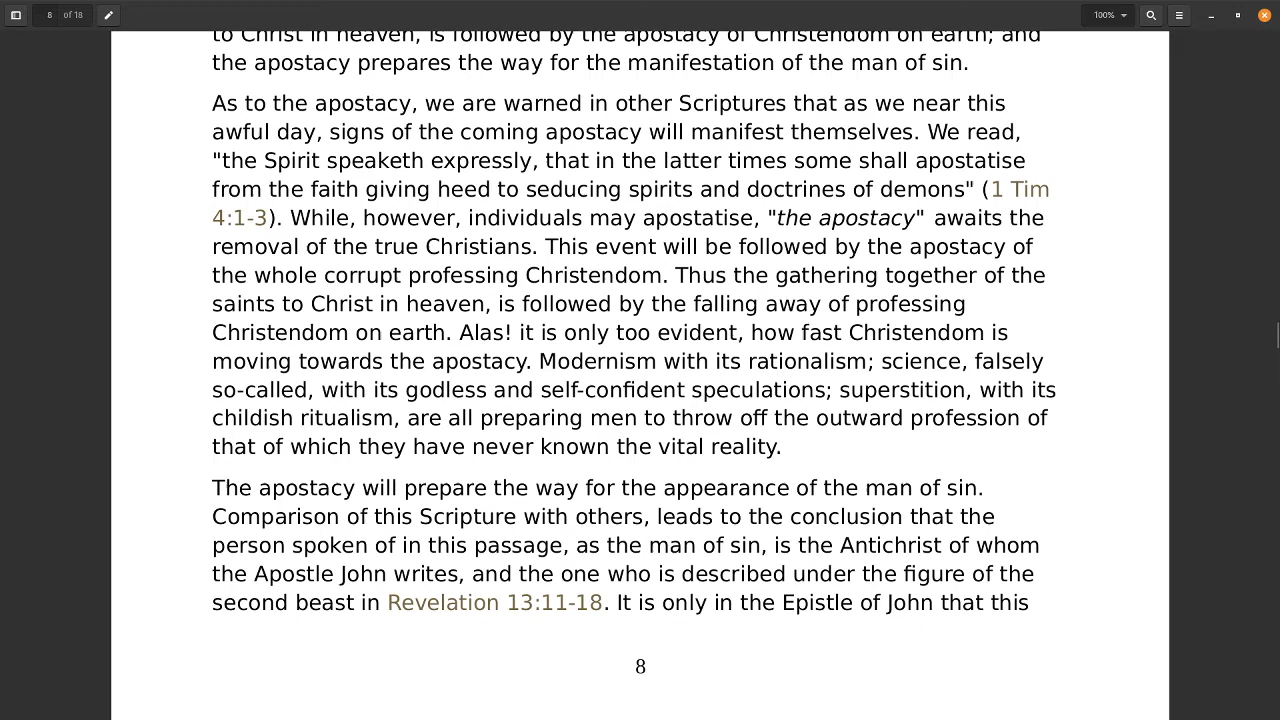 8 of 18
100%
to Christ in heaven, is followed by the apostacy of Christendom on earth; and
the apostacy prepares the way for the manifestation of the man of sin.
As to the apostacy, we are warned in other Scriptures that as we near this
awful day, signs of the coming apostacy will manifest themselves. We read,
"the Spirit speaketh expressly, that in the latter times some shall apostatise
from the faith giving heed to seducing spirits and doctrines of demons" (1 Tim
4:1-3). While, however, individuals may apostatise, "the apostacy" awaits the
removal of the true Christians. This event will be followed by the apostacy of
the whole corrupt professing Christendom. Thus the gathering together of the
saints to Christ in heaven, is followed by the falling away of professing
Christendom on earth. Alas! it is only too evident, how fast Christendom is
moving towards the apostacy. Modernism with its rationalism; science, falsely
so-called, with its godless and self-confident speculations; superstition, with its
childish ritualism, are all preparing men to throw off the outward profession of
that of which they have never known the vital reality.
The apostacy will prepare the way for the appearance of the man of sin.
Comparison of this Scripture with others, leads to the conclusion that the
person spoken of in this passage, as the man of sin, is the Antichrist of whom
the Apostle John writes, and the one who is described under the figure of the
second beast in Revelation 13:11-18. It is only in the Epistle of John that this
8